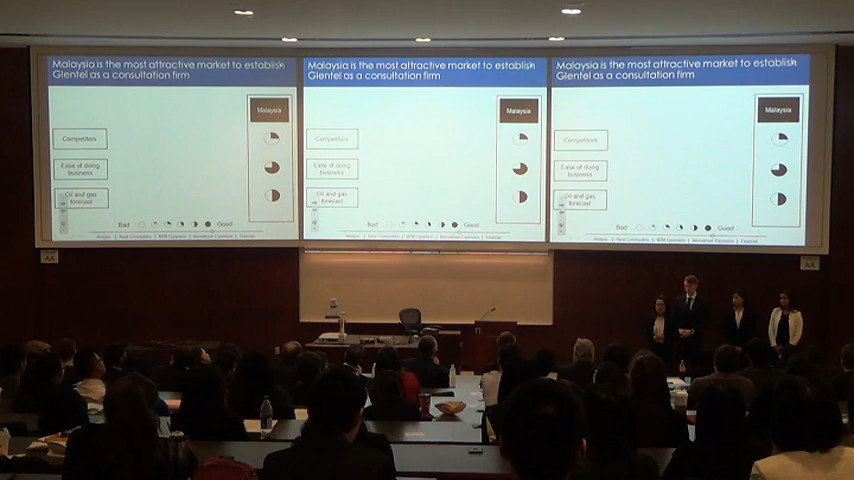 Malaysia is the most attractive market to establish
Glentel as a consultation firm
Malaysia
Competitors
Ease of doing
business
Oil and gas
forecast
Bad Good
Malaysia is the most attractive market to establish
Glentel as a consultation firm
Malaysia
Competitors
Ease of doing
business
Oil and gas
forecast
Bad Good
Malaysia is the most attractive market to establish
Glentel as a consultation firm
Malaysia
Competitors
Ease of doing
business
Oil and gas
forecast
Bad Good
AA
AA